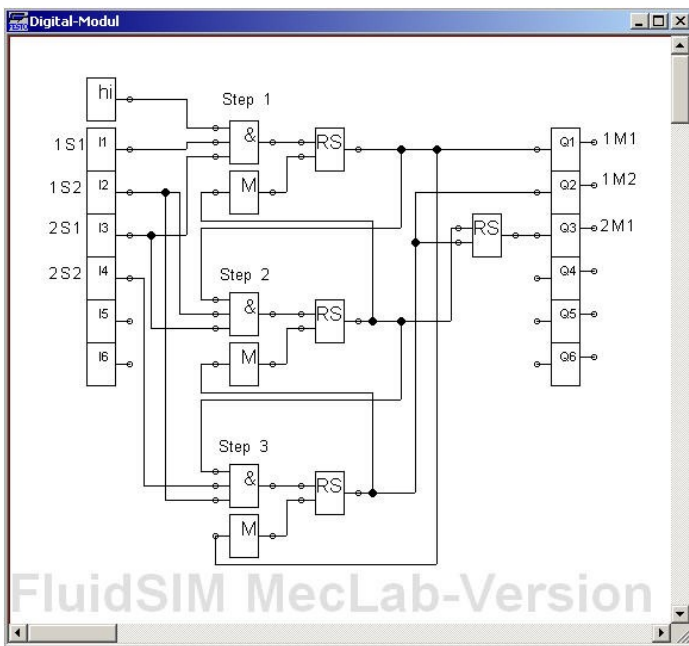 Digital-Modul
hi
Step 1
&
RS
1S1
I1
Q1
1M1
1S2
I2
M
Q2
1M2
2S1
I3
RS
Q3
2M1
2S2
I4
Step 2
Q4
&
RS
I5
Q5
I6
M
Q6
Step 3
&
RS
M
FluidSIM MecLab-Version